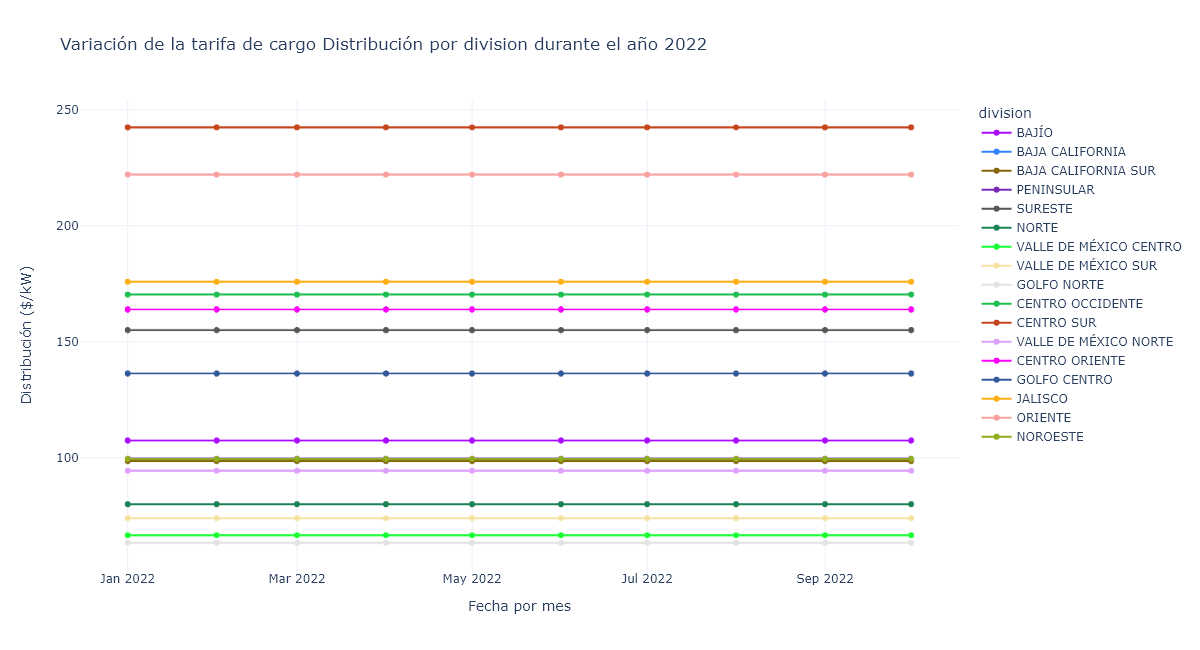 Variación de la tarifa de cargo Distribución por division durante el año 2022
Distribución ($/kW)
250
200
150
100
Jan 2022
Mar 2022
May 2022
Jul 2022
Sep 2022
Fecha por mes
division
BAJÍO
BAJA CALIFORNIA
BAJA CALIFORNIA SUR
PENINSULAR
SURESTE
NORTE
VALLE DE MÉXICO CENTRO
VALLE DE MÉXICO SUR
GOLFO NORTE
CENTRO OCCIDENTE
CENTRO SUR
VALLE DE MÉXICO NORTE
CENTRO ORIENTE
GOLFO CENTRO
JALISCO
ORIENTE
NOROESTE